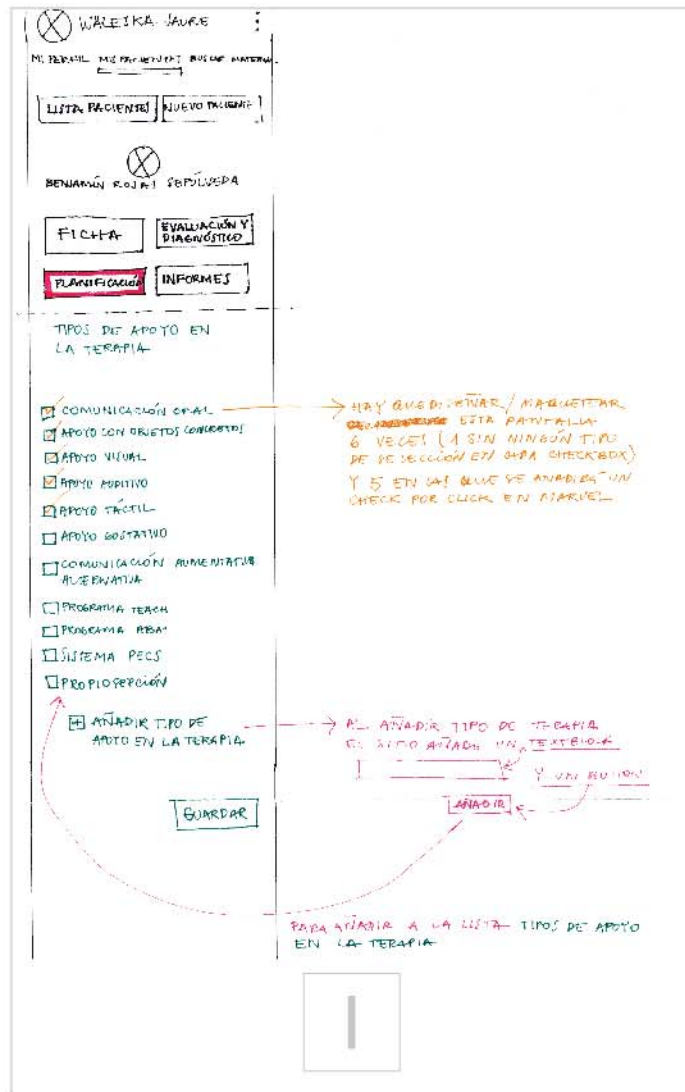 WALESKA JAURE
MI PERFIL MIS PACIENTES BUSCAR MATERIAL
LISTA PACIENTES NUEVO PACIENTE
BENJAMÍN ROJAS SEPÚLVEDA
FICHA EVALUACIÓN Y DIAGNÓSTICO
PLANIFICACIÓN INFORMES
TIPOS DE APOYO EN
LA TERAPIA
COMUNICACIÓN ORAL
APOYO CON OBJETOS CONCRETOS
APOYO VISUAL
APOYO AUDITIVO
APOYO TÁCTIL
APOYO GUSTATIVO
COMUNICACIÓN AUMENTATIVA
ALTERNATIVA
PROGRAMA TEACH
PROGRAMA ABA
SISTEMA PECS
PROPIOSEPCIÓN
AÑADIR TIPO DE
APOYO EN LA TERAPIA
GUARDAR
HAY QUE DISEÑAR / MAQUETEAR
ESTA PANTALLA
6 VECES (1 SIN NINGÚN TIPO
DE SELECCIÓN EN CADA CHECKBOX)
Y 5 EN LAS QUE SE AÑADIRÁ UN
CHECK POR CLICK EN MARVEL
AL AÑADIR TIPO DE TERAPIA
EL SITIO AÑADE UN TEXTBOX
Y UN BUTTON
AÑADIR
PARA AÑADIR A LA LISTA TIPOS DE APOYO
EN LA TERAPIA